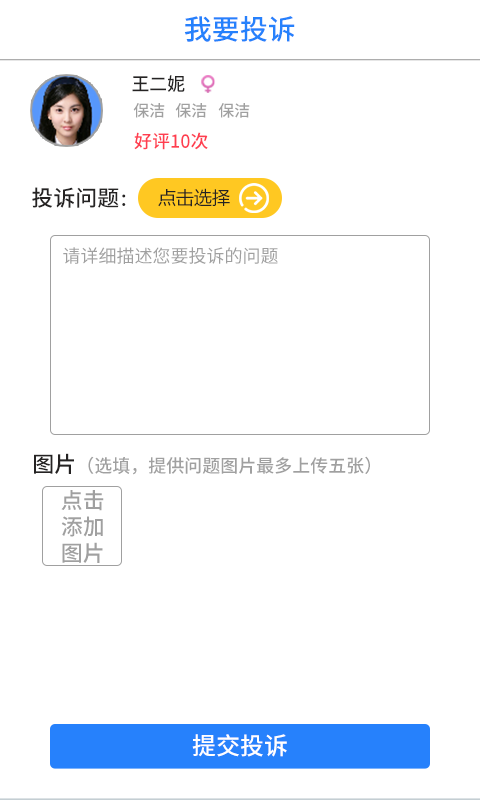 我要投诉
王二妮
保洁 保洁 保洁
好评10次
投诉问题： 点击选择
请详细描述您要投诉的问题
图片（选填，提供问题图片最多上传五张）
点击
添加
图片
提交投诉